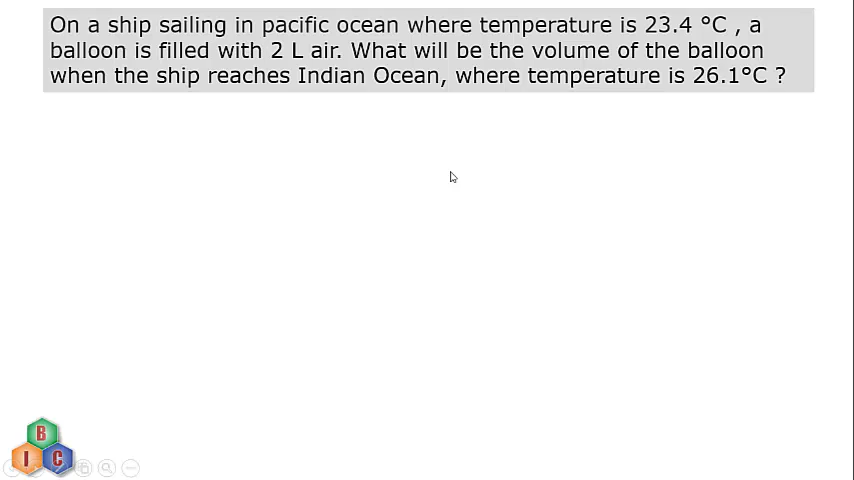 On a ship sailing in pacific ocean where temperature is 23.4 °C , a
balloon is filled with 2 L air. What will be the volume of the balloon
when the ship reaches Indian Ocean, where temperature is 26.1°C ?
B
I C